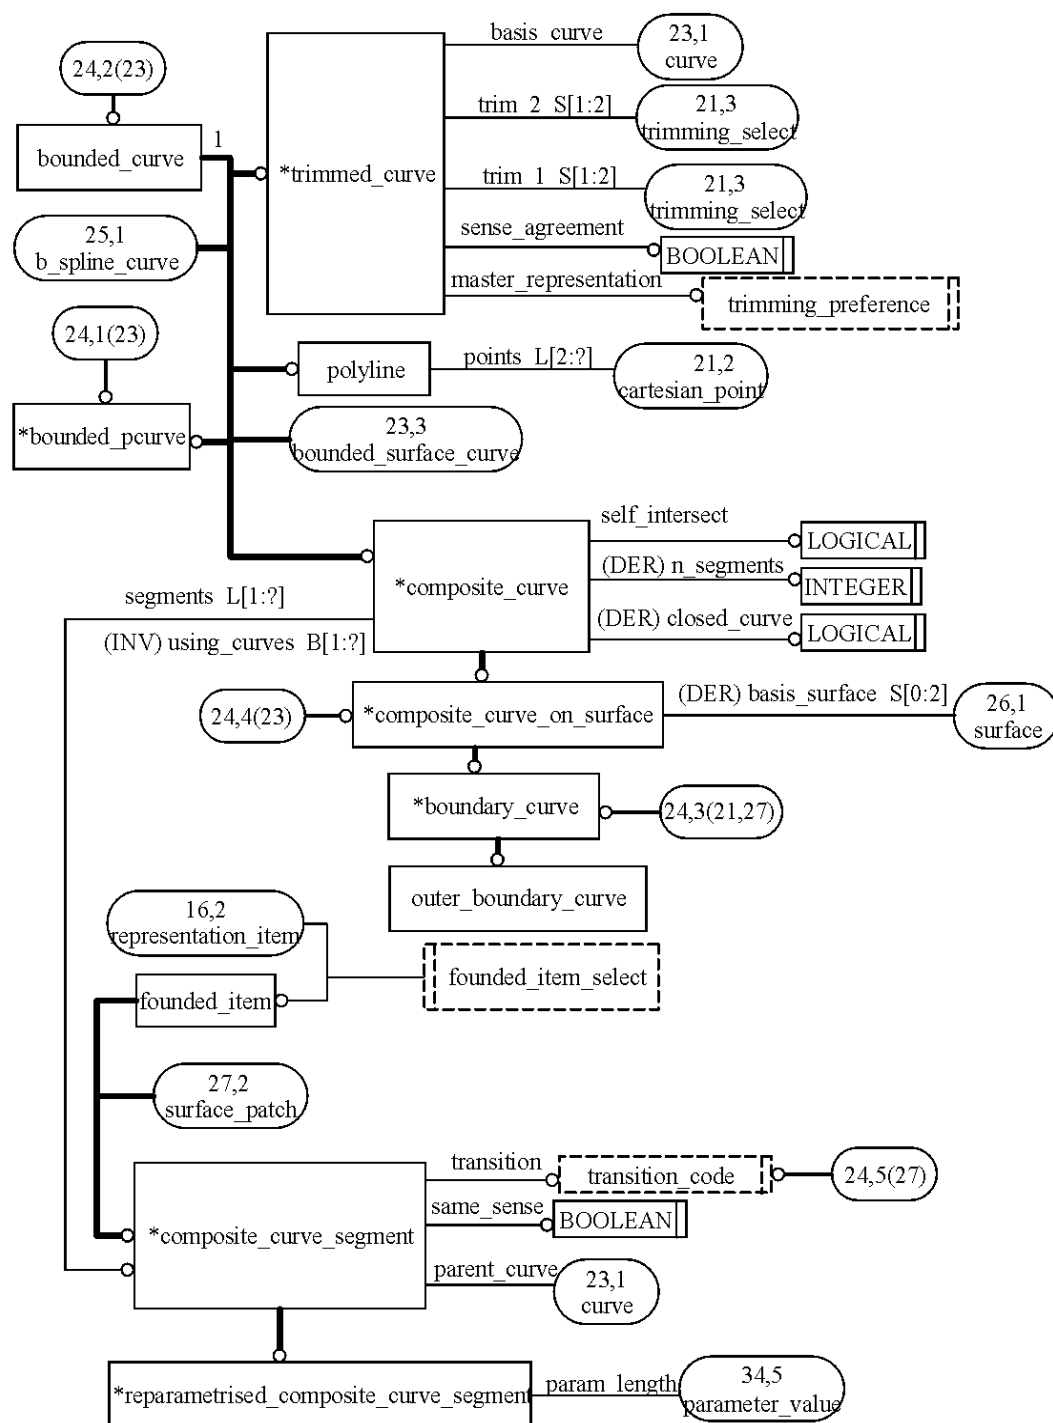 basis_curve
23,1
curve
24,2(23)
trim_2 S[1:2]
21,3
trimming_select
1
bounded_curve
*trimmed_curve
trim_1 S[1:2]
21,3
trimming_select
25,1
b_spline_curve
sense_agreement
BOOLEAN
master_representation
trimming_preference
24,1(23)
polyline
points L[2:?]
21,2
cartesian_point
*bounded_pcurve
23,3
bounded_surface_curve
self_intersect
LOGICAL
(DER) n_segments
*composite_curve
INTEGER
segments L[1:?]
(DER) closed_curve
LOGICAL
(INV) using_curves B[1:?]
24,4(23)
*composite_curve_on_surface
(DER) basis_surface S[0:2]
26,1
surface
*boundary_curve
24,3(21,27)
outer_boundary_curve
16,2
representation_item
founded_item_select
founded_item
27,2
surface_patch
transition
transition_code
24,5(27)
same_sense
BOOLEAN
*composite_curve_segment
parent_curve
23,1
curve
*reparametrised_composite_curve_segment
param_length
34,5
parameter_value